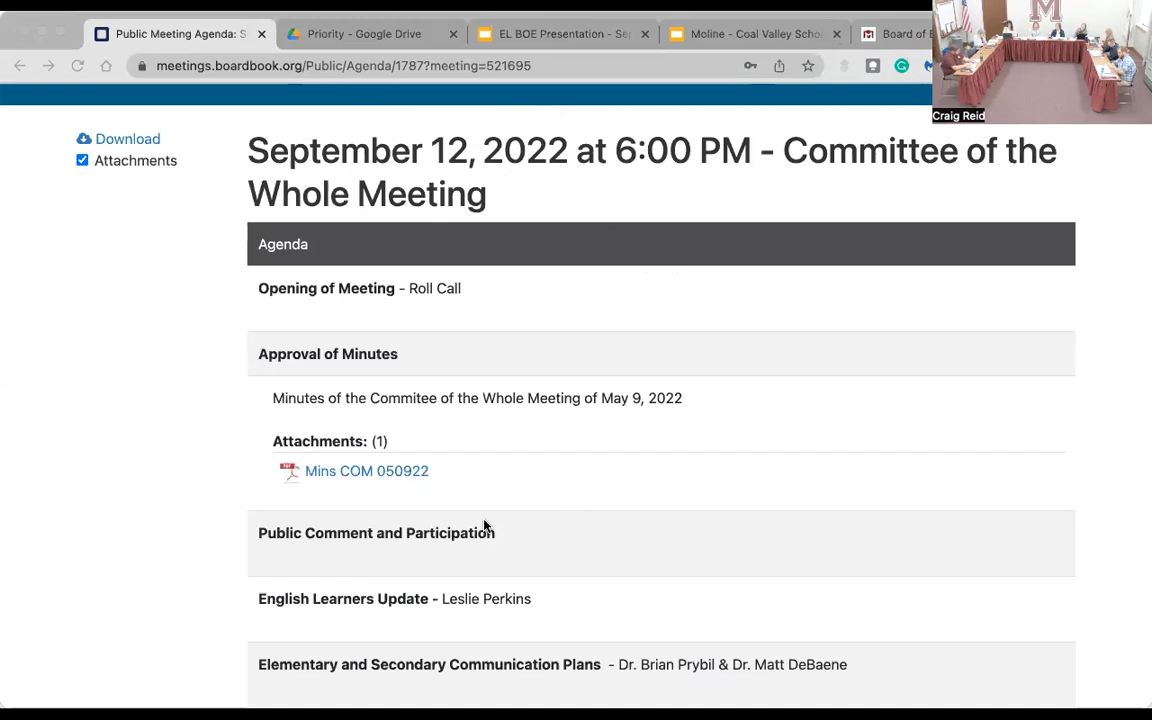 Public Meeting Agenda: S
Priority - Google Drive
EL BOE Presentation - Se
Moline - Coal Valley Scho
Board of E
M
meetings.boardbook.org/Public/Agenda/1787?meeting=521695
Craig Reid
Download
Attachments
September 12, 2022 at 6:00 PM - Committee of the
Whole Meeting
Agenda
Opening of Meeting - Roll Call
Approval of Minutes
Minutes of the Commitee of the Whole Meeting of May 9, 2022
Attachments: (1)
Mins COM 050922
Public Comment and Participation
English Learners Update - Leslie Perkins
Elementary and Secondary Communication Plans - Dr. Brian Prybil & Dr. Matt DeBaene